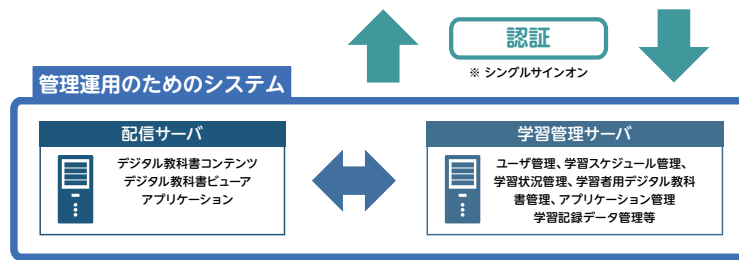 認証
※ シングルサインオン
管理運用のためのシステム
配信サーバ
デジタル教科書コンテンツ
デジタル教科書ビューア
アプリケーション
学習管理サーバ
ユーザ管理、学習スケジュール管理、
学習状況管理、学習者用デジタル教科
書管理、アプリケーション管理
学習記録データ管理等